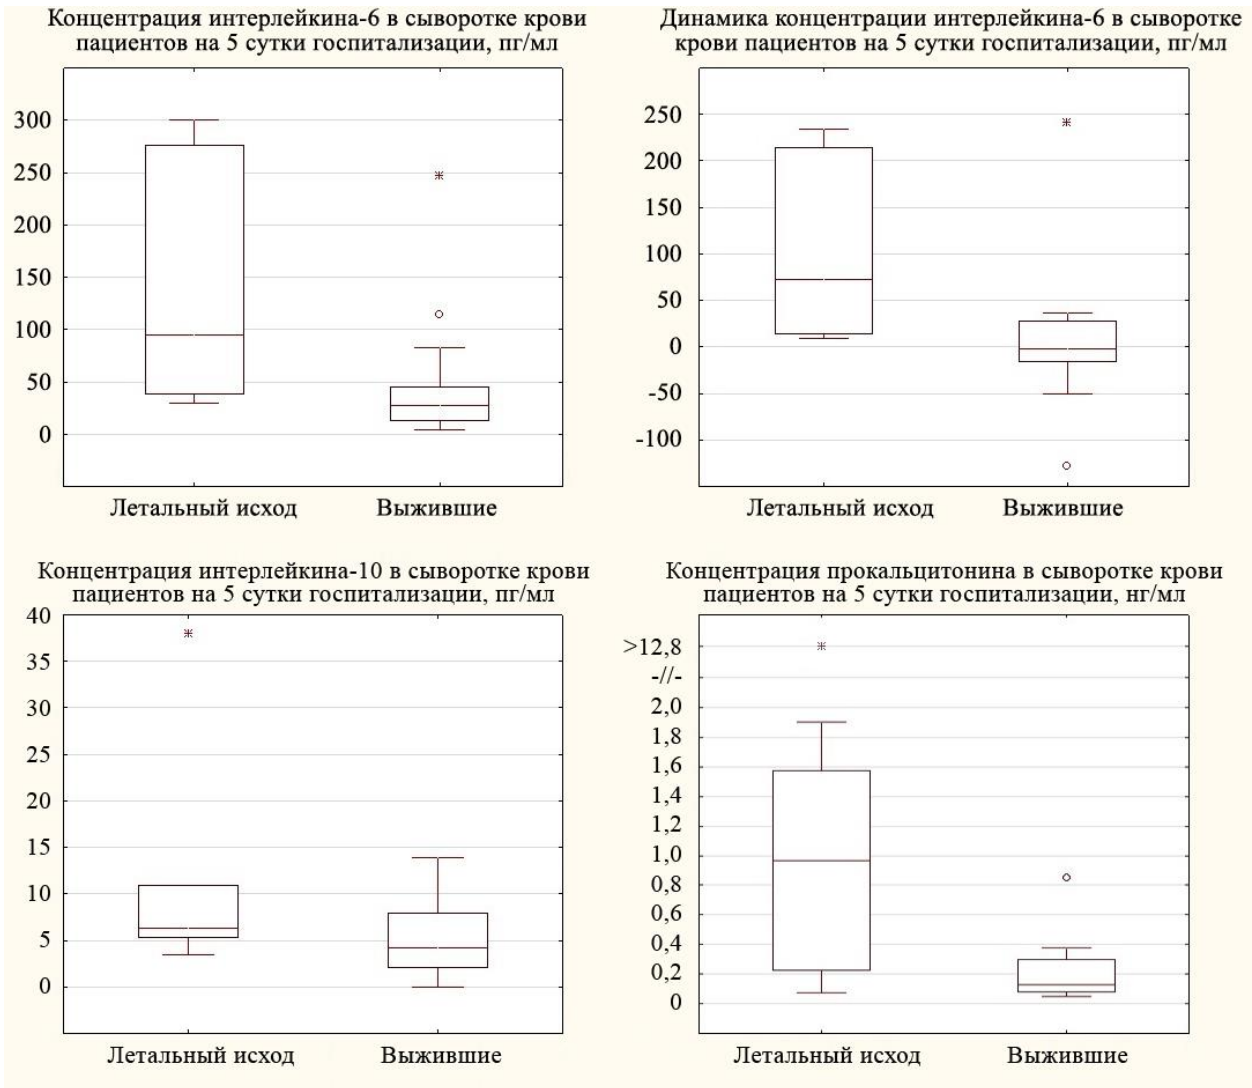 Концентрация интерлейкина-6 в сыворотке крови
пациентов на 5 сутки госпитализации, пг/мл
300
250
200
150
100
50
0
Летальный исход
Выжившие
Динамика концентрации интерлейкина-6 в сыворотке
крови пациентов на 5 сутки госпитализации, пг/мл
250
200
150
100
50
0
-50
-100
Летальный исход
Выжившие
Концентрация интерлейкина-10 в сыворотке крови
пациентов на 5 сутки госпитализации, пг/мл
40
35
30
25
20
15
10
5
0
Летальный исход
Выжившие
Концентрация прокальцитонина в сыворотке крови
пациентов на 5 сутки госпитализации, нг/мл
>12,8
-//-
2,0
1,8
1,6
1,4
1,2
1,0
0,8
0,6
0,4
0,2
0
Летальный исход
Выжившие